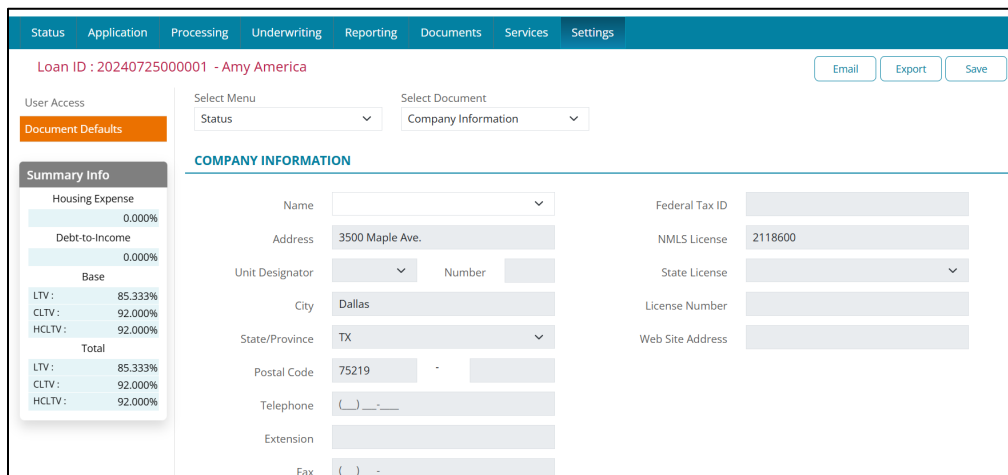 Status Application Processing Underwriting Reporting Documents Services Settings
Loan ID : 20240725000001 - Amy America
Email Export Save
User Access
Document Defaults
Summary Info
Housing Expense
0.000%
Debt-to-Income
0.000%
Base
LTV : 85.333%
CLTV : 92.000%
HCLTV : 92.000%
Total
LTV : 85.333%
CLTV : 92.000%
HCLTV : 92.000%
Select Menu Select Document
Status Company Information
COMPANY INFORMATION
Name
Address 3500 Maple Ave.
Unit Designator Number
City Dallas
State/Province TX
Postal Code 75219 -
Telephone (__) __-___
Extension
Fax ( ) -
Federal Tax ID
NMLS License 2118600
State License
License Number
Web Site Address